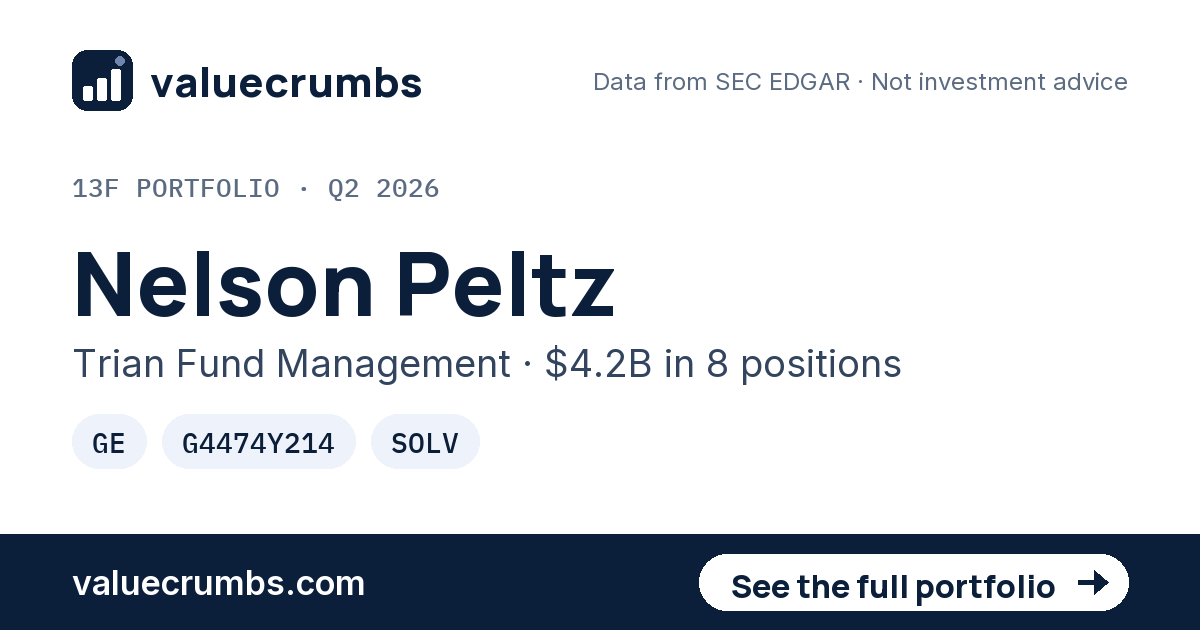 valuecrumbs
Data from SEC EDGAR · Not investment advice
13F PORTFOLIO · Q2 2026
Nelson Peltz
Trian Fund Management · $4.2B in 8 positions
GE G4474Y214 SOLV
valuecrumbs.com
See the full portfolio →